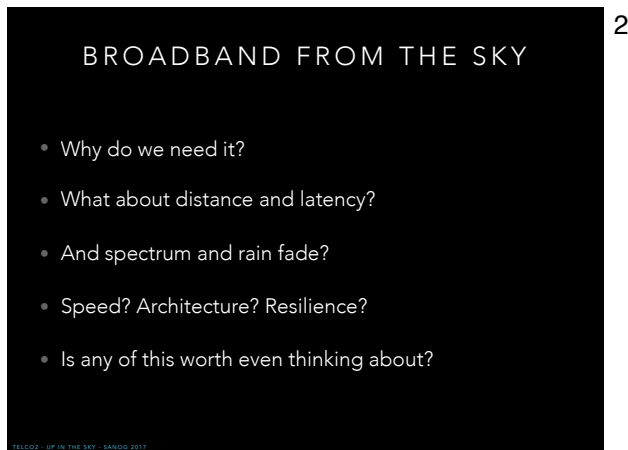 BROADBAND FROM THE SKY
2
• Why do we need it?
• What about distance and latency?
• And spectrum and rain fade?
• Speed? Architecture? Resilience?
• Is any of this worth even thinking about?
TELCO2 - UP IN THE SKY - SANOG 2017